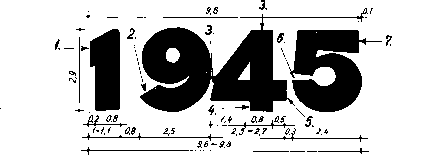 9,6 0,1
3.
1. 2. 3. 6. 7.
1945
2,9
4. 5.
0,2 0,8 1,4 0,8 0,5
1-1,1 0,8 2,5 2,5-2,7 0,3 2,4
9,6-9,8